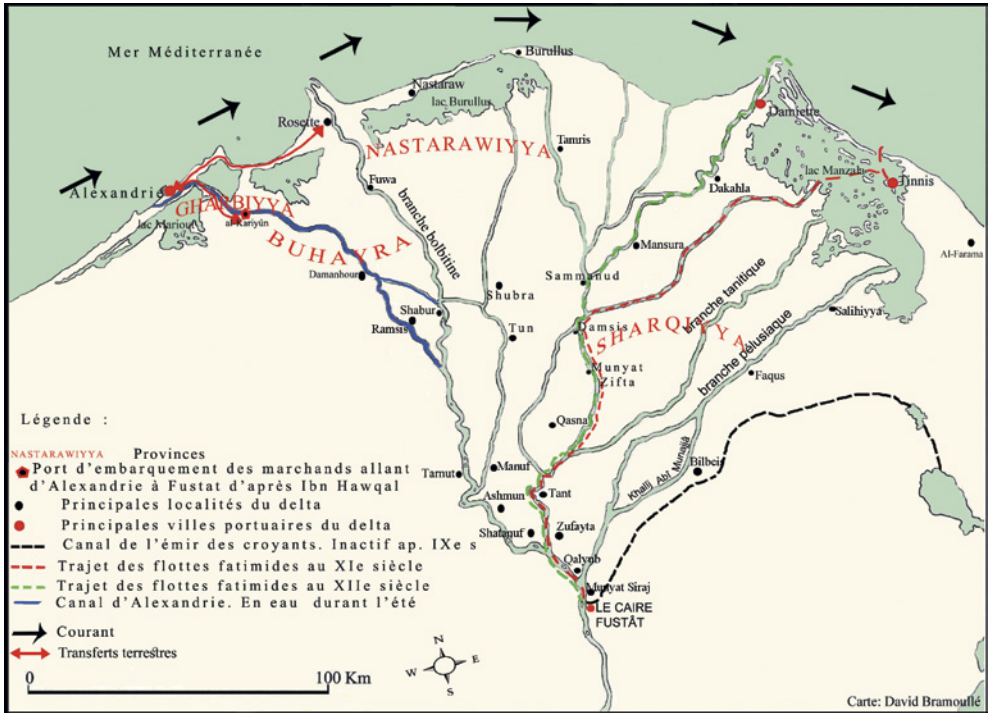 Mer Méditerranée
Burullus
Nastaraw
lac Burullus
Rosette
Damiette
NASTARAWIYYA
Tamris
lac Manzala
Tinnis
Alexandrie
Fuwa
Dakahla
GHARBIYYA
lac Mariout
al-Kariyûn
BUHAYRA
branche bolbitine
Mansura
Al-Farama
Damanhour
Sammanud
Shubra
branche tanitique
Shabur
Ramsis
Tun
Damsis
SHARQIYYA
Salihiyya
branche pélusiaque
Munyat
Zifta
Faqus
Légende :
Qasna
NASTARAWIYYA Provinces
Port d'embarquement des marchands allant
d'Alexandrie à Fustat d'après Ibn Hawqal
Principales localités du delta
Principales villes portuaires du delta
Canal de l'émir des croyants. Inactif ap. IXe s
Trajet des flottes fatimides au XIe siècle
Trajet des flottes fatimides au XIIe siècle
Canal d'Alexandrie. En eau durant l'été
Courant
Transferts terrestres
Tarnut
Manuf
Khalij Abî Munajjâ
Bilbeis
Ashmun
Tant
Shatanuf
Zufayta
Qalyub
Munyat Siraj
LE CAIRE
FUSTÂT
N
W
E
S
0
100 Km
Carte: David Bramoullé